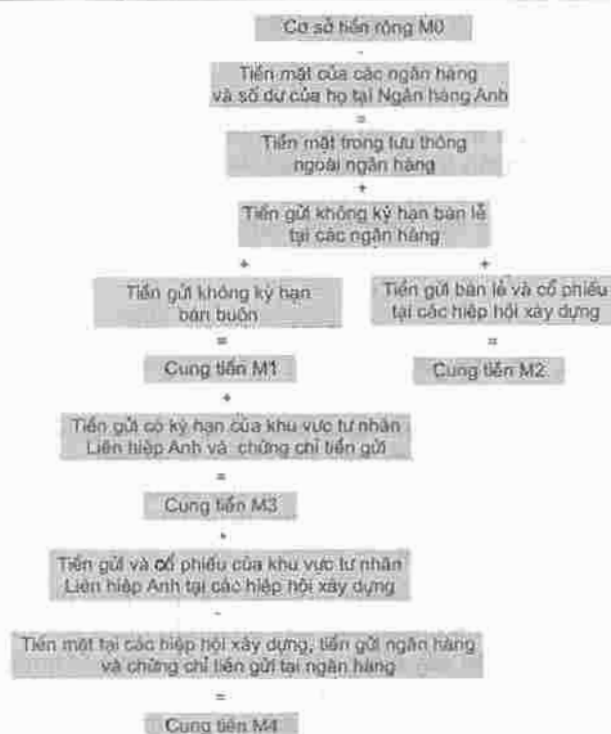 Cơ sở tiền rộng M0
-
Tiền mặt của các ngân hàng
và số dư của họ tại Ngân hàng Anh
=
Tiền mặt trong lưu thông
ngoài ngân hàng
+
Tiền gửi không kỳ hạn bán lẻ
tại các ngân hàng
+
+
Tiền gửi không kỳ hạn
bán buôn
Tiền gửi bán lẻ và cổ phiếu
tại các hiệp hội xây dựng
=
=
Cung tiền M1
Cung tiền M2
+
Tiền gửi có kỳ hạn của khu vực tư nhân
Liên hiệp Anh và chứng chỉ tiền gửi
=
Cung tiền M3
+
Tiền gửi và cổ phiếu của khu vực tư nhân
Liên hiệp Anh tại các hiệp hội xây dựng
-
Tiền mặt tại các hiệp hội xây dựng, tiền gửi ngân hàng
và chứng chỉ tiền gửi tại ngân hàng
=
Cung tiền M4